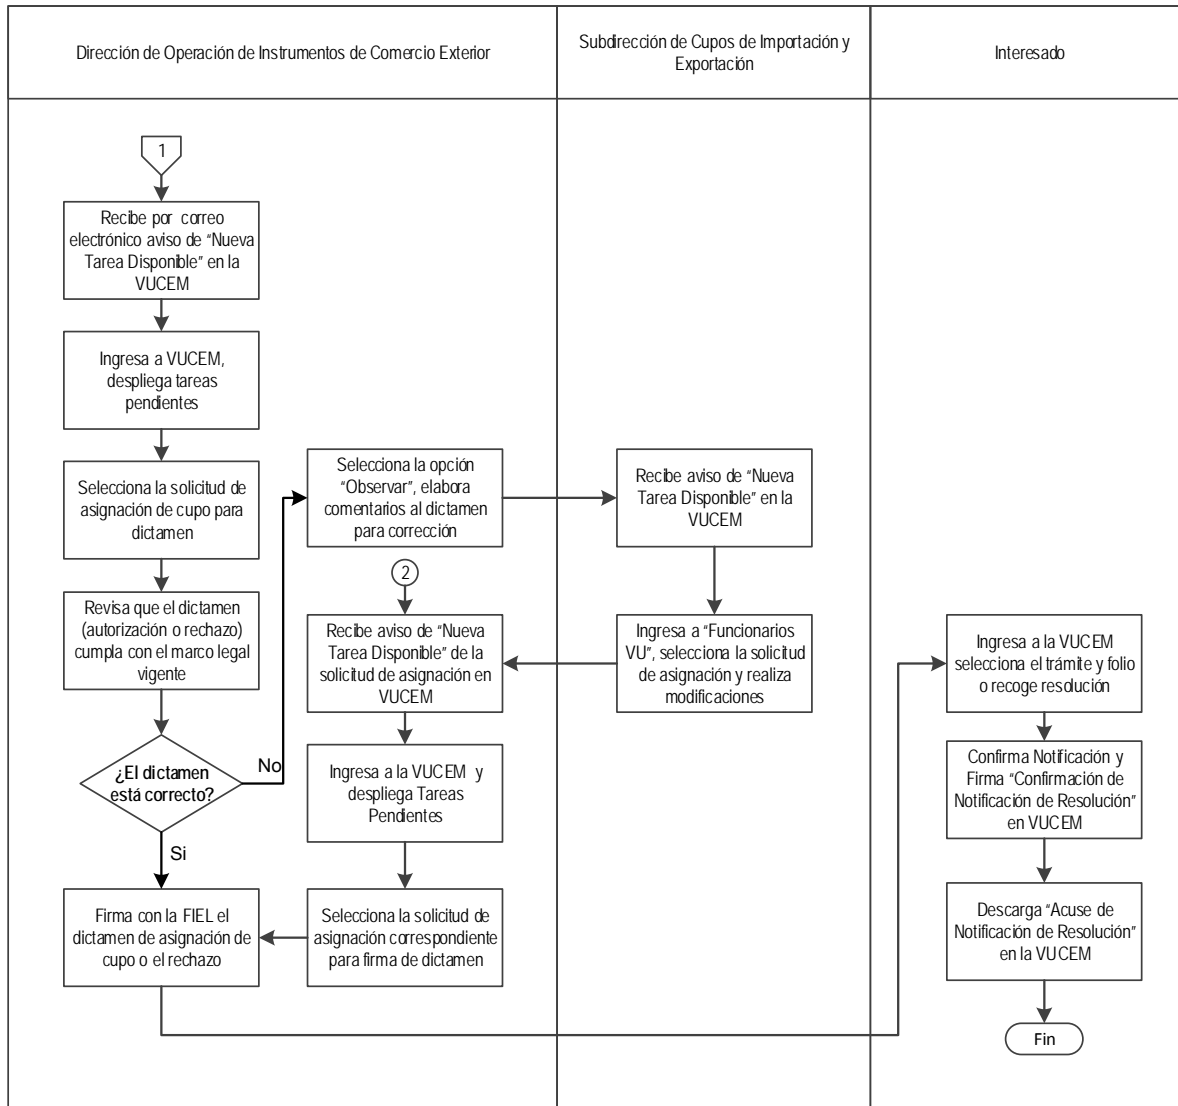 Dirección de Operación de Instrumentos de Comercio Exterior
Subdirección de Cupos de Importación y
Exportación
Interesado
1
Recibe por correo
electrónico aviso de "Nueva
Tarea Disponible" en la
VUCEM
Ingresa a VUCEM,
despliega tareas
pendientes
Selecciona la solicitud de
asignación de cupo para
dictamen
Revisa que el dictamen
(autorización o rechazo)
cumpla con el marco legal
vigente
¿El dictamen
está correcto?
No
Si
Firma con la FIEL el
dictamen de asignación de
cupo o el rechazo
Selecciona la opción
"Observar", elabora
comentarios al dictamen
para corrección
2
Recibe aviso de "Nueva
Tarea Disponible" de la
solicitud de asignación en
VUCEM
Ingresa a la VUCEM y
despliega Tareas
Pendientes
Selecciona la solicitud de
asignación correspondiente
para firma de dictamen
Recibe aviso de "Nueva
Tarea Disponible" en la
VUCEM
Ingresa a "Funcionarios
VU", selecciona la solicitud
de asignación y realiza
modificaciones
Ingresa a la VUCEM
selecciona el trámite y folio
o recoge resolución
Confirma Notificación y
Firma "Confirmación de
Notificación de Resolución"
en VUCEM
Descarga "Acuse de
Notificación de Resolución"
en la VUCEM
Fin